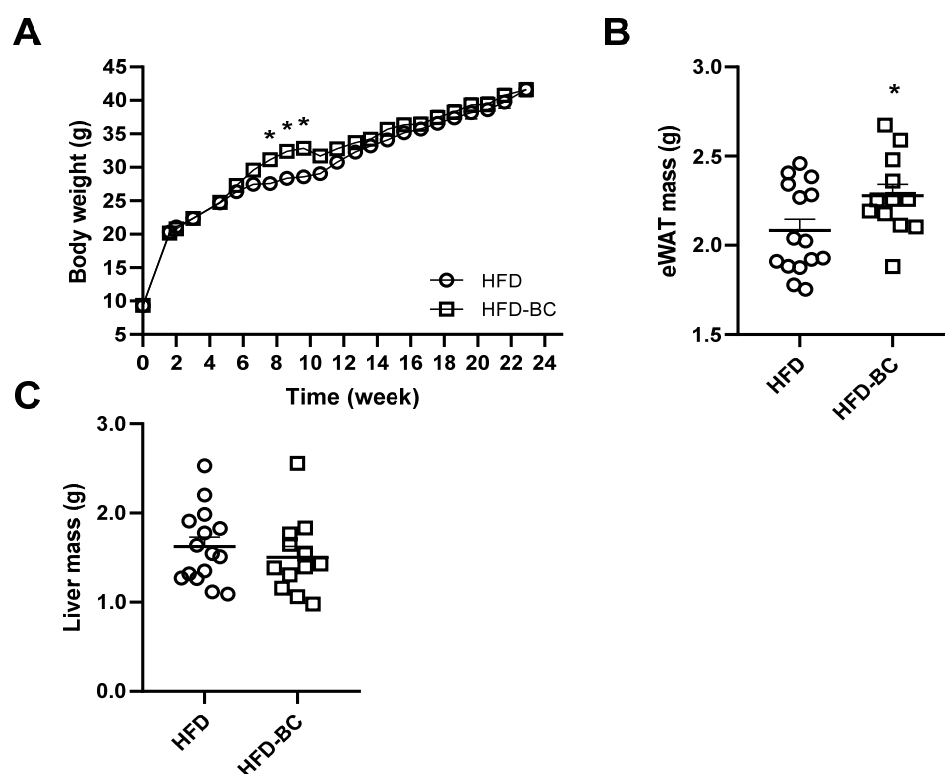 A
Body weight (g)
45
40
35
30
25
20
15
10
5
* * *
HFD
HFD-BC
0 2 4 6 8 10 12 14 16 18 20 22 24
Time (week)
B
eWAT mass (g)
3.0
2.5
2.0
1.5
*
HFD
HFD-BC
C
Liver mass (g)
3.0
2.0
1.0
0.0
HFD
HFD-BC